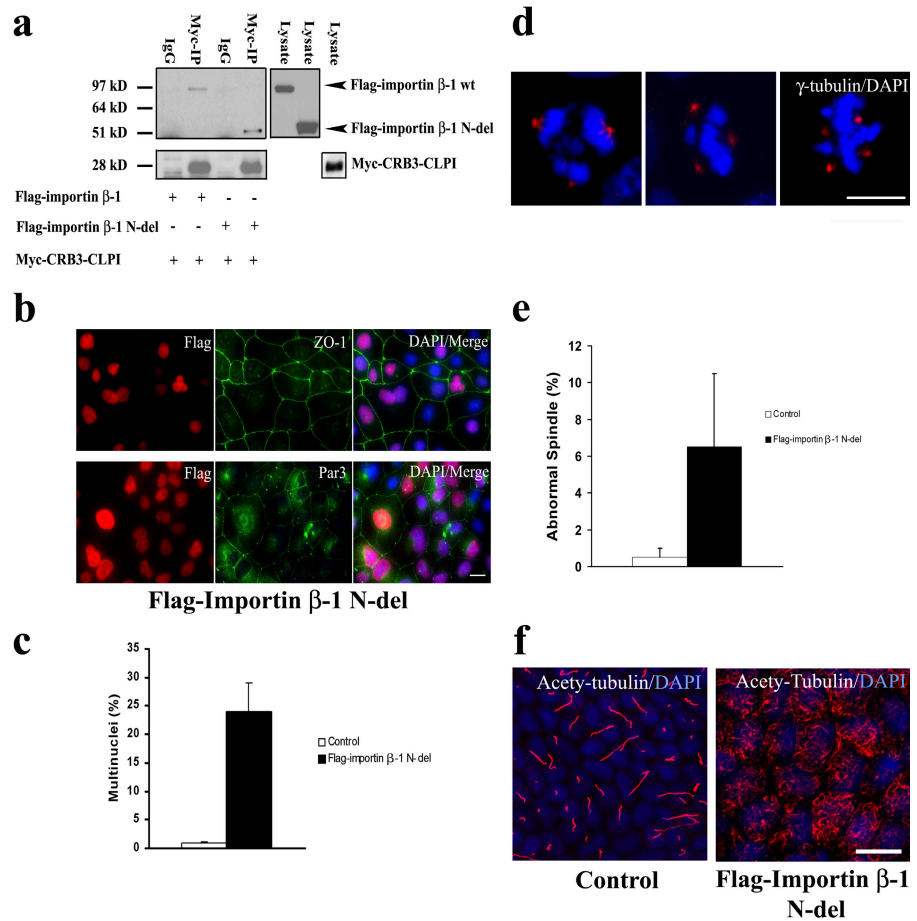 a
IgG
Myc-IP
IgG
Myc-IP
Lysate
Lysate
Lysate
97 kD
64 kD
51 kD
28 kD
Flag-importin β-1 wt
Flag-importin β-1 N-del
Myc-CRB3-CLPI
Flag-importin β-1 + + - -
Flag-importin β-1 N-del - - + +
Myc-CRB3-CLPI + + + +
b
Flag ZO-1 DAPI/Merge
Flag Par3 DAPI/Merge
Flag-Importin β-1 N-del
c
Multinuclei (%)
35
30
25
20
15
10
5
0
Control
Flag-importin β-1 N-del
d
γ-tubulin/DAPI
e
Abnormal Spindle (%)
12
10
8
6
4
2
0
Control
Flag-importin β-1 N-del
f
Acety-tubulin/DAPI
Acety-Tubulin/DAPI
Control
Flag-Importin β-1
N-del